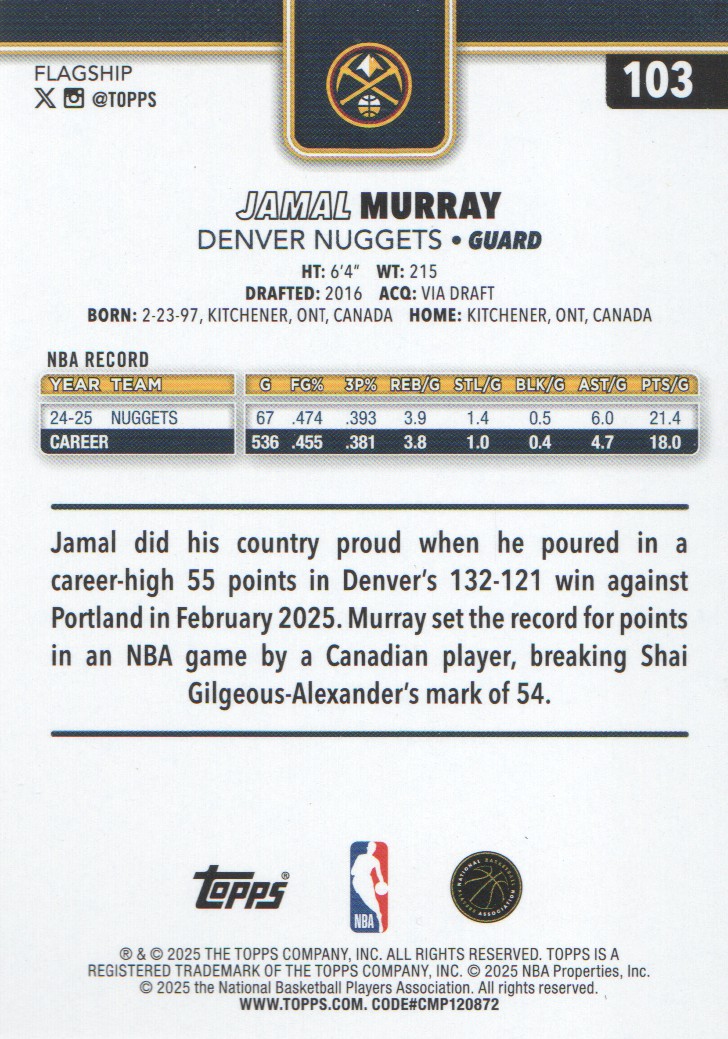 FLAGSHIP
103
@TOPPS
JAMAL MURRAY
DENVER NUGGETS • GUARD
HT: 6'4" WT: 215
DRAFTED: 2016 ACQ: VIA DRAFT
BORN: 2-23-97, KITCHENER, ONT, CANADA HOME: KITCHENER, ONT, CANADA
NBA RECORD
YEAR TEAM G FG% 3P% REB/G STL/G BLK/G AST/G PTS/G
24-25 NUGGETS 67 .474 .393 3.9 1.4 0.5 6.0 21.4
CAREER 536 .455 .381 3.8 1.0 0.4 4.7 18.0
Jamal did his country proud when he poured in a
career-high 55 points in Denver's 132-121 win against
Portland in February 2025. Murray set the record for points
in an NBA game by a Canadian player, breaking Shai
Gilgeous-Alexander's mark of 54.
TOPPS®
NBA
NATIONAL BASKETBALL
PLAYERS ASSOCIATION
® & © 2025 THE TOPPS COMPANY, INC. ALL RIGHTS RESERVED. TOPPS IS A
REGISTERED TRADEMARK OF THE TOPPS COMPANY, INC. © 2025 NBA Properties, Inc.
© 2025 the National Basketball Players Association. All rights reserved.
WWW.TOPPS.COM. CODE#CMP120872